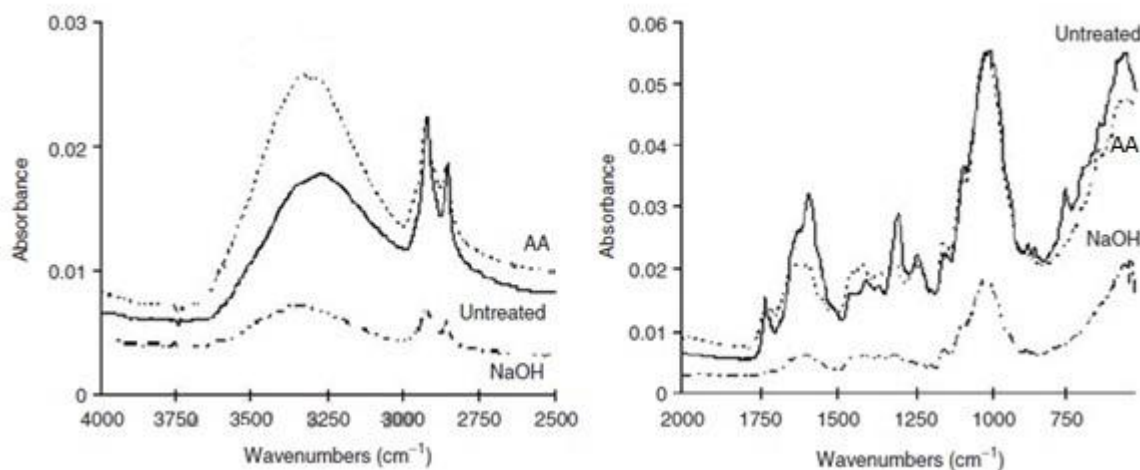 0.03
0.02
0.01
0
Absorbance
AA
Untreated
NaOH
4000 3750 3500 3250 3000 2750 2500
Wavenumbers (cm⁻¹)
0.06
0.05
0.04
0.03
0.02
0.01
0
Absorbance
Untreated
AA
NaOH
2000 1750 1500 1250 1000 750
Wavenumbers (cm⁻¹)